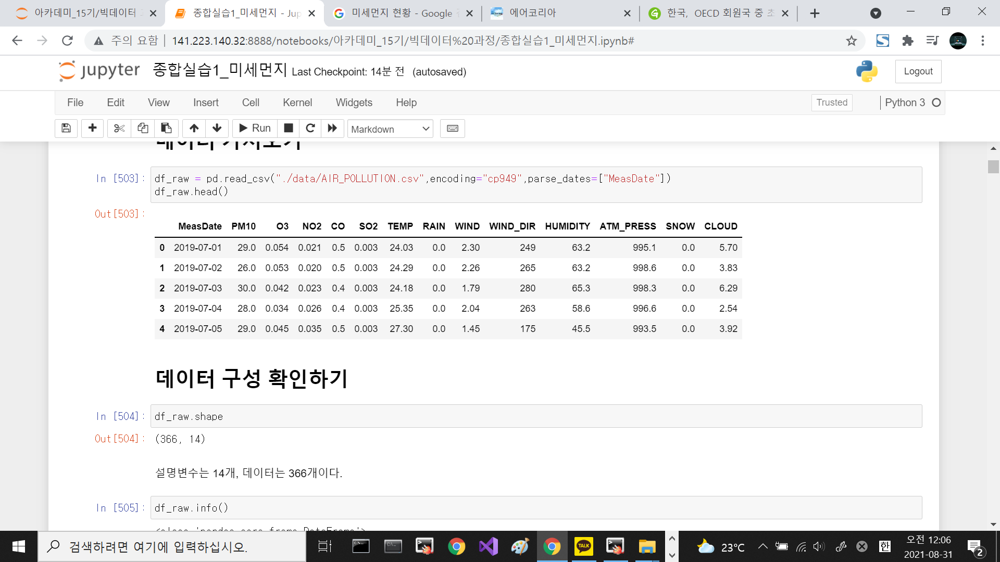 아카데미_15기/빅데이터
종합실습1_미세먼지 - Jup
미세먼지 현황 - Google
에어코리아
한국, OECD 회원국 중 초
주의 요함
141.223.140.32:8888/notebooks/아카데미_15기/빅데이터%20과정/종합실습1_미세먼지.ipynb#
jupyter 종합실습1_미세먼지 Last Checkpoint: 14분 전 (autosaved)
Logout
File Edit View Insert Cell Kernel Widgets Help
Trusted
Python 3
Run
Markdown
데이터 가져오기
In [503]:
df_raw = pd.read_csv("./data/AIR_POLLUTION.csv",encoding="cp949",parse_dates=["MeasDate"])
df_raw.head()
Out[503]:
MeasDate PM10 O3 NO2 CO SO2 TEMP RAIN WIND WIND_DIR HUMIDITY ATM_PRESS SNOW CLOUD
0 2019-07-01 29.0 0.054 0.021 0.5 0.003 24.03 0.0 2.30 249 63.2 995.1 0.0 5.70
1 2019-07-02 26.0 0.053 0.020 0.5 0.003 24.29 0.0 2.26 265 63.2 998.6 0.0 3.83
2 2019-07-03 30.0 0.042 0.023 0.4 0.003 24.18 0.0 1.79 280 65.3 998.3 0.0 6.29
3 2019-07-04 28.0 0.034 0.026 0.4 0.003 25.35 0.0 2.04 263 58.6 996.6 0.0 2.54
4 2019-07-05 29.0 0.045 0.035 0.5 0.003 27.30 0.0 1.45 175 45.5 993.5 0.0 3.92
데이터 구성 확인하기
In [504]:
df_raw.shape
Out[504]:
(366, 14)
설명변수는 14개, 데이터는 366개이다.
In [505]:
df_raw.info()
<class 'pandas.core.frame.DataFrame'>
검색하려면 여기에 입력하십시오.
TALK
23°C
한
오전 12:06
2021-08-31
2